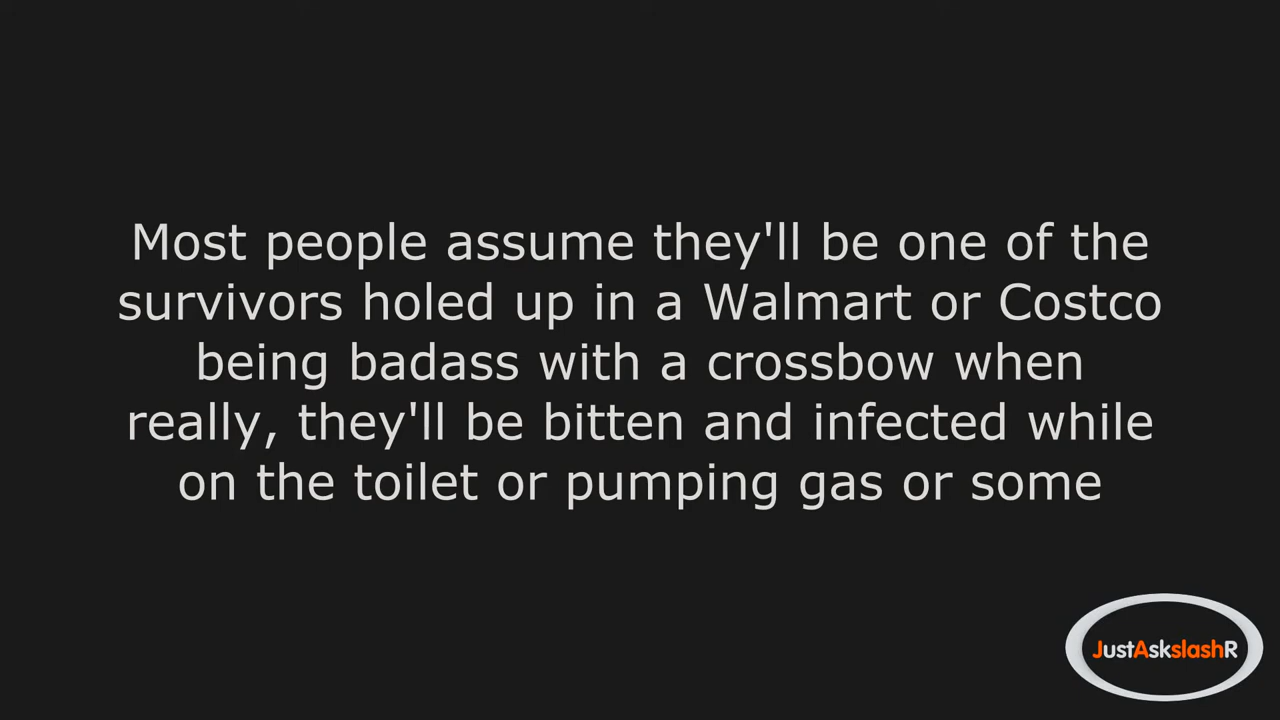 Most people assume they'll be one of the
survivors holed up in a Walmart or Costco
being badass with a crossbow when
really, they'll be bitten and infected while
on the toilet or pumping gas or some
JustAskslashR